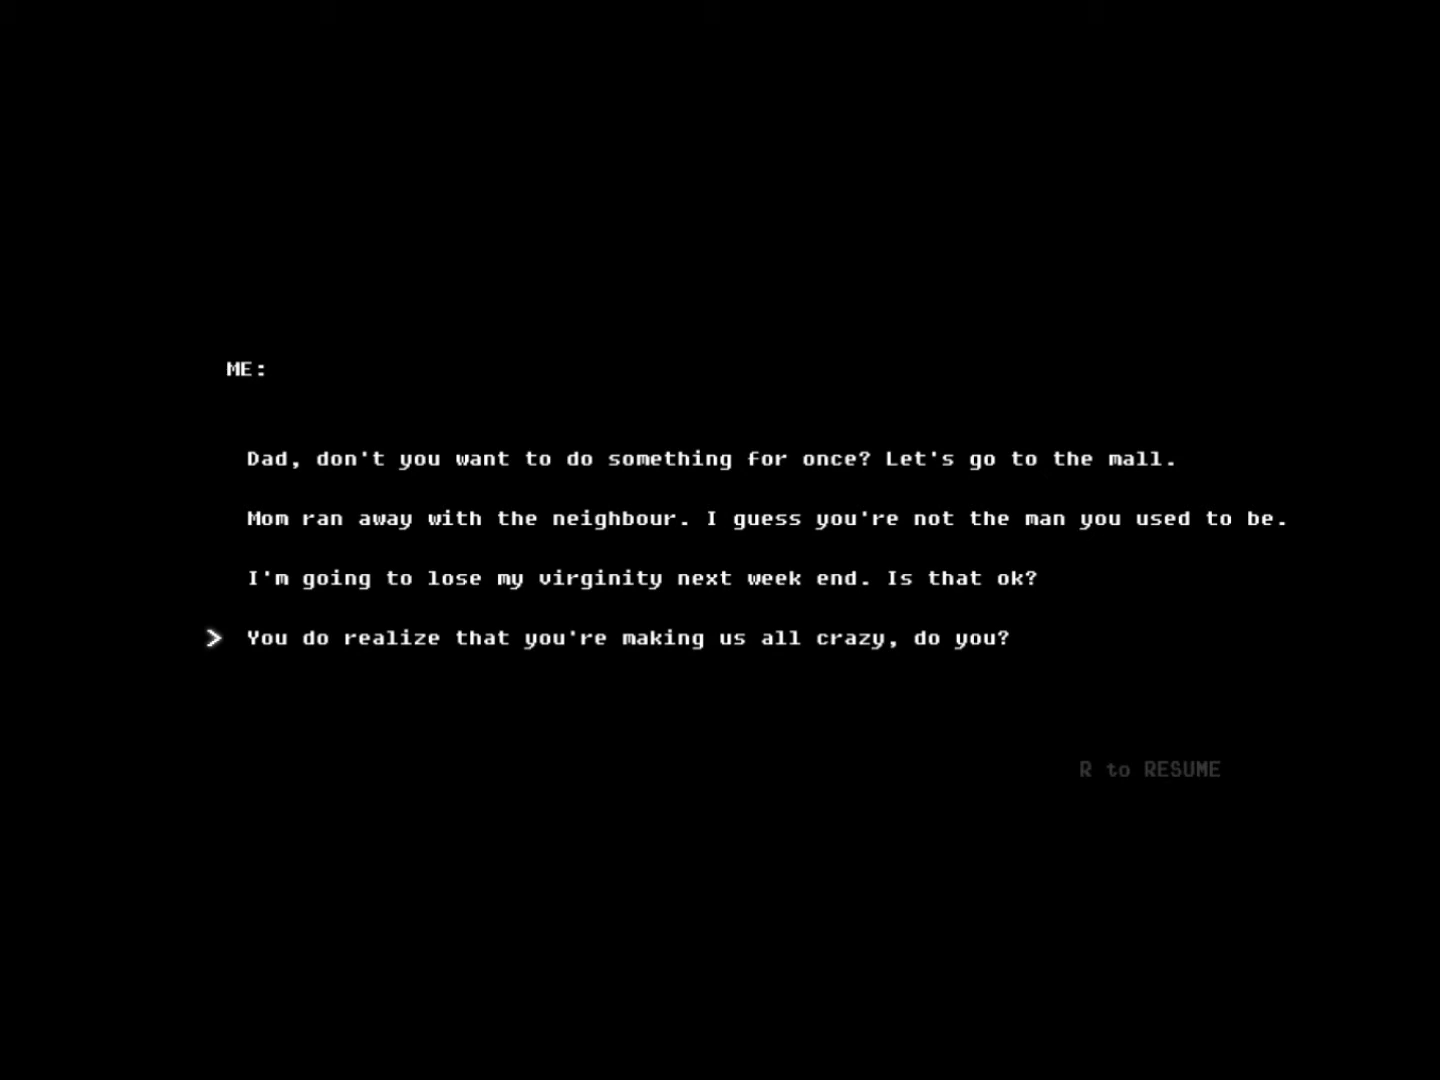 ME:
Dad, don't you want to do something for once? Let's go to the mall.
Mom ran away with the neighbour. I guess you're not the man you used to be.
I'm going to lose my virginity next week end. Is that ok?
> You do realize that you're making us all crazy, do you?
R to RESUME